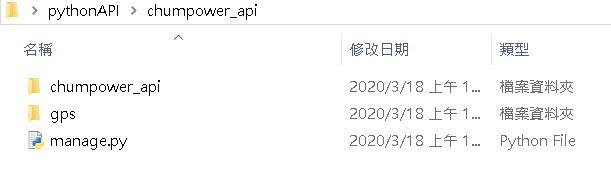 pythonAPI > chumpower_api
名稱 修改日期 類型
chumpower_api 2020/3/18 上午 1... 檔案資料夾
gps 2020/3/18 上午 1... 檔案資料夾
manage.py 2020/3/18 上午 1... Python File